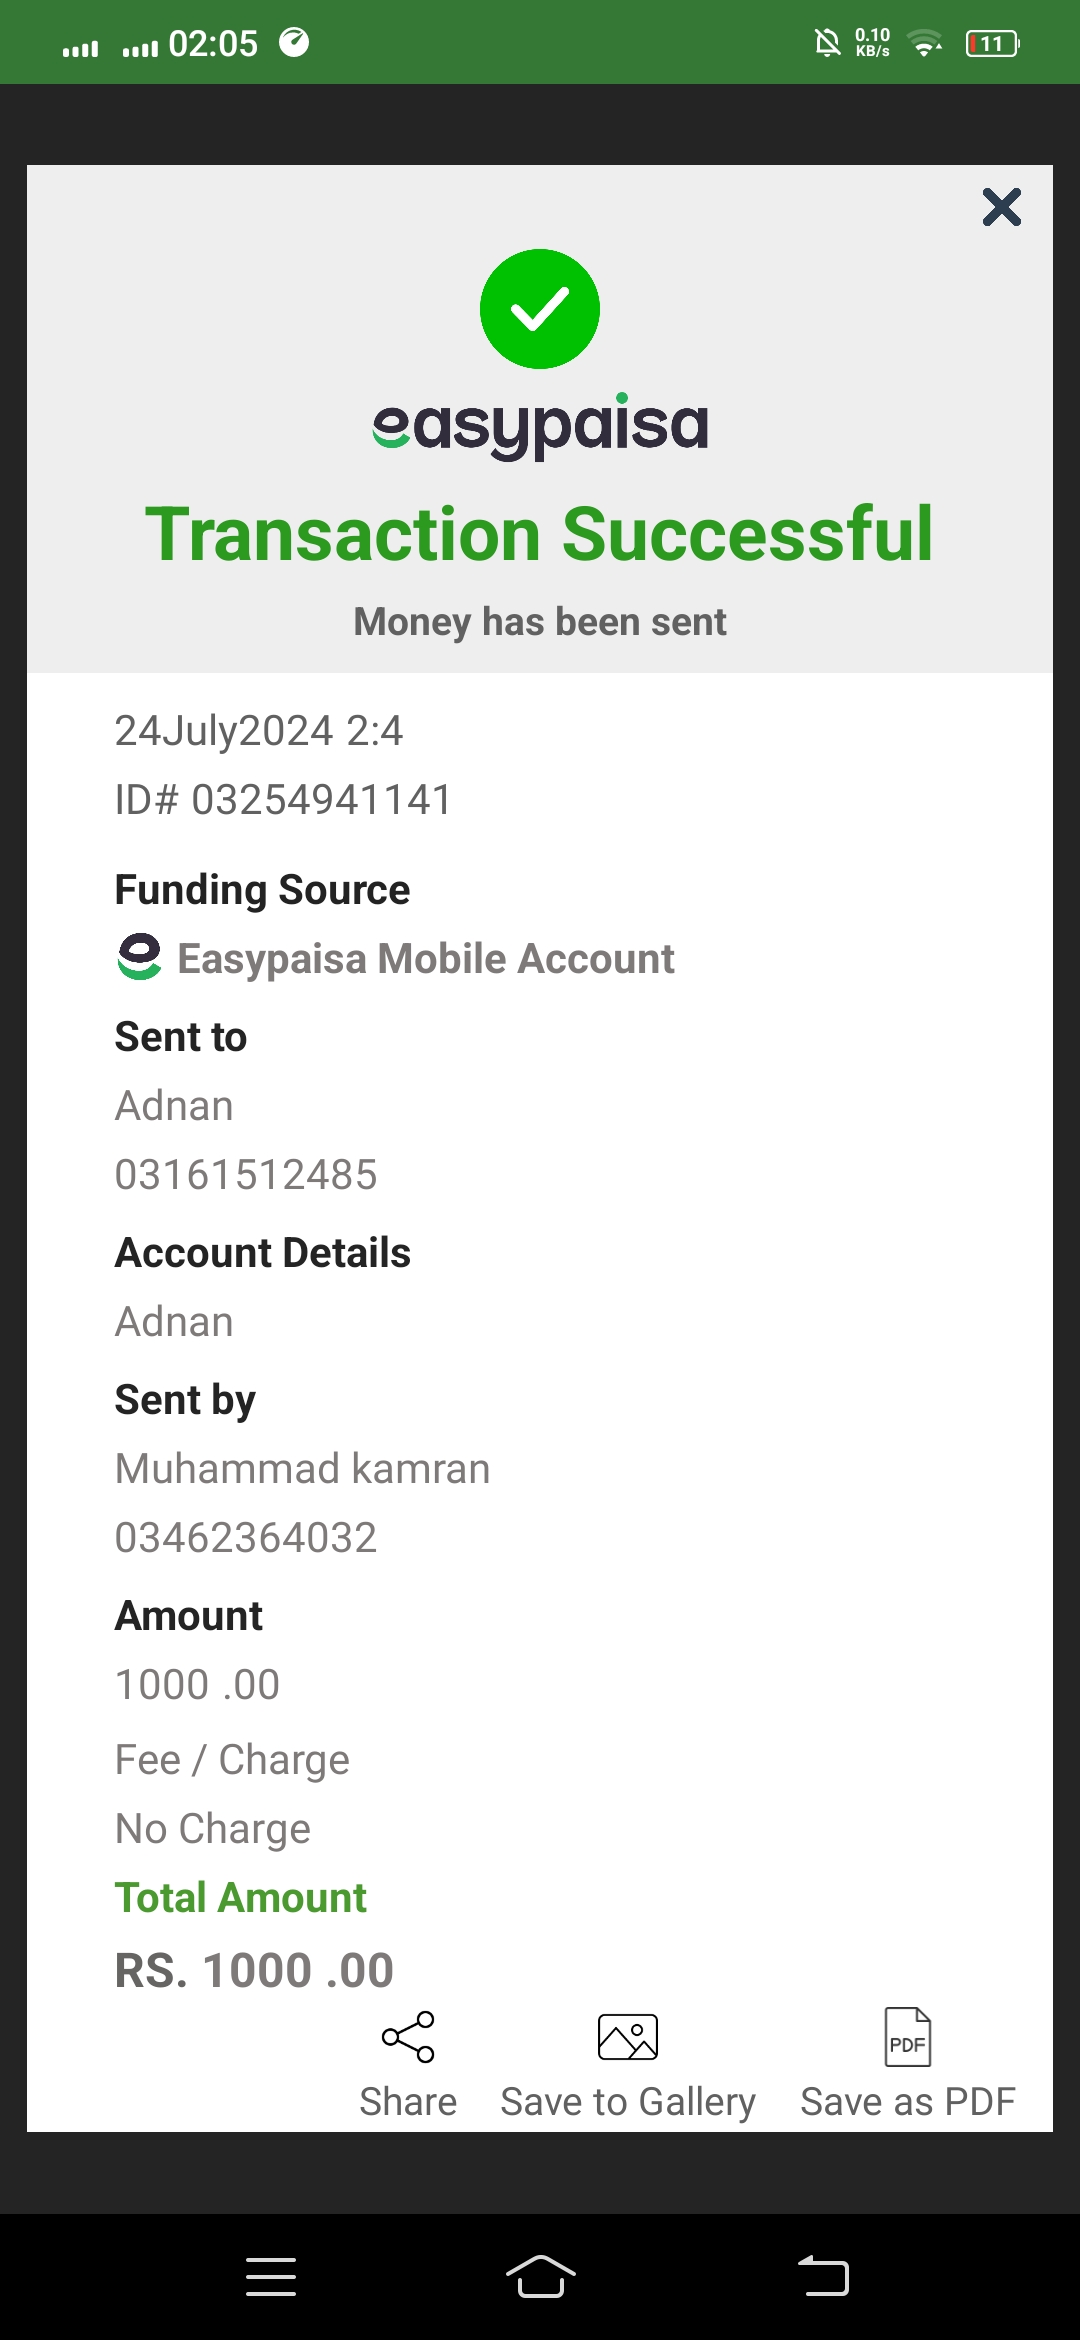 02:05 0.10 KB/s 11
easypaisa
Transaction Successful
Money has been sent
24July2024 2:4
ID# 03254941141
Funding Source
Easypaisa Mobile Account
Sent to
Adnan
03161512485
Account Details
Adnan
Sent by
Muhammad kamran
03462364032
Amount
1000 .00
Fee / Charge
No Charge
Total Amount
RS. 1000 .00
PDF
Share Save to Gallery Save as PDF